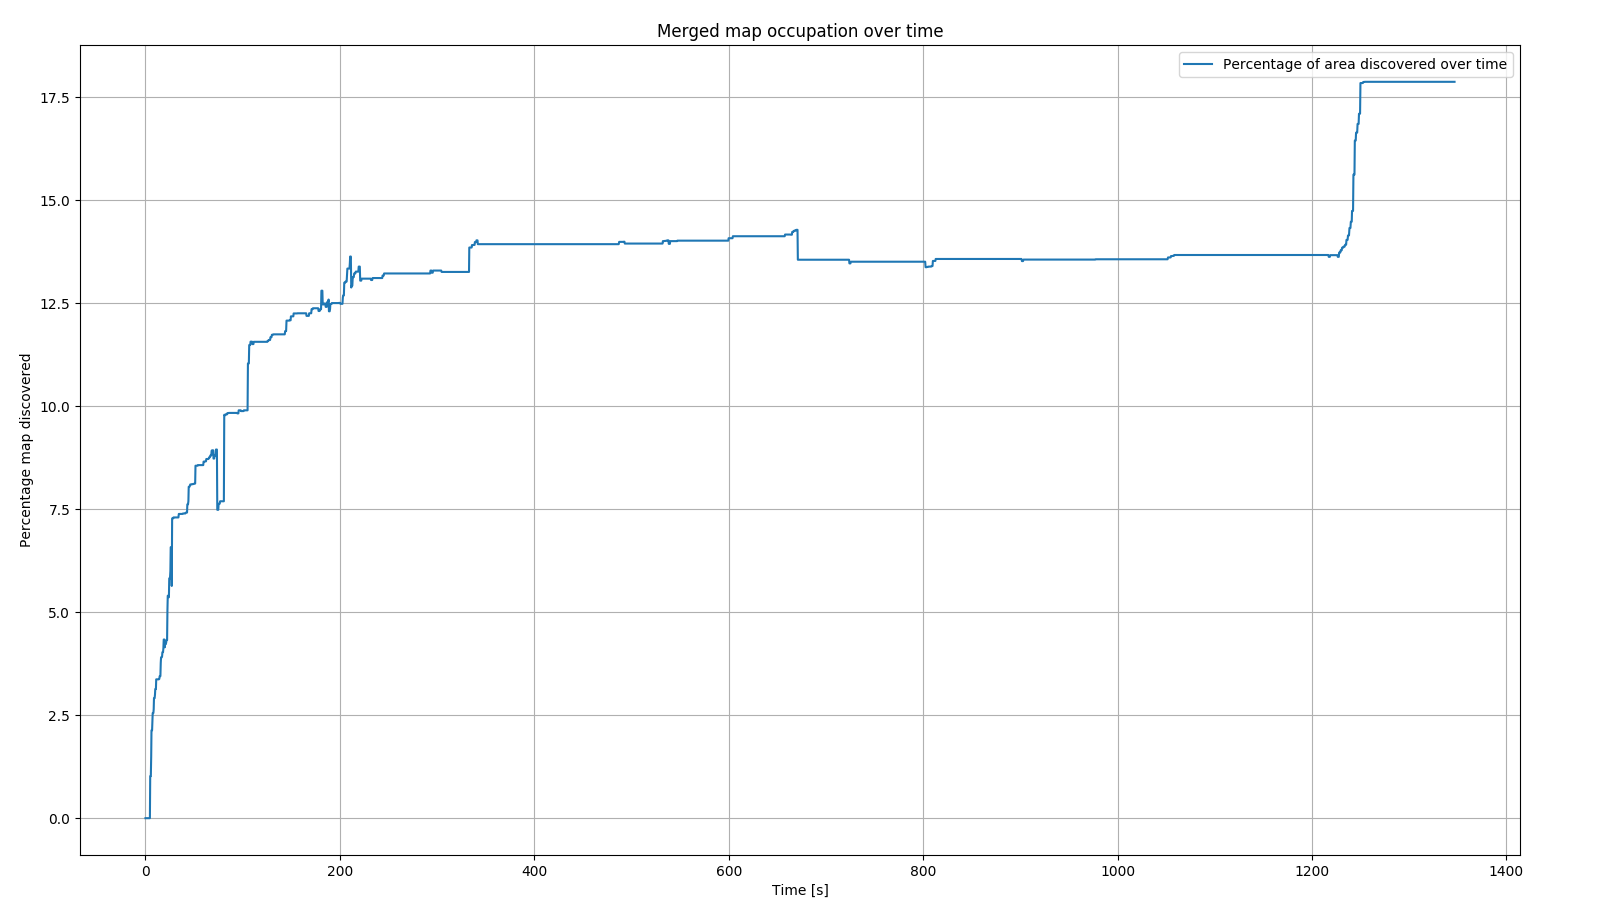 Merged map occupation over time
Percentage of area discovered over time
17.5
15.0
12.5
10.0
7.5
5.0
2.5
0.0
Percentage map discovered
0 200 400 600 800 1000 1200 1400
Time [s]